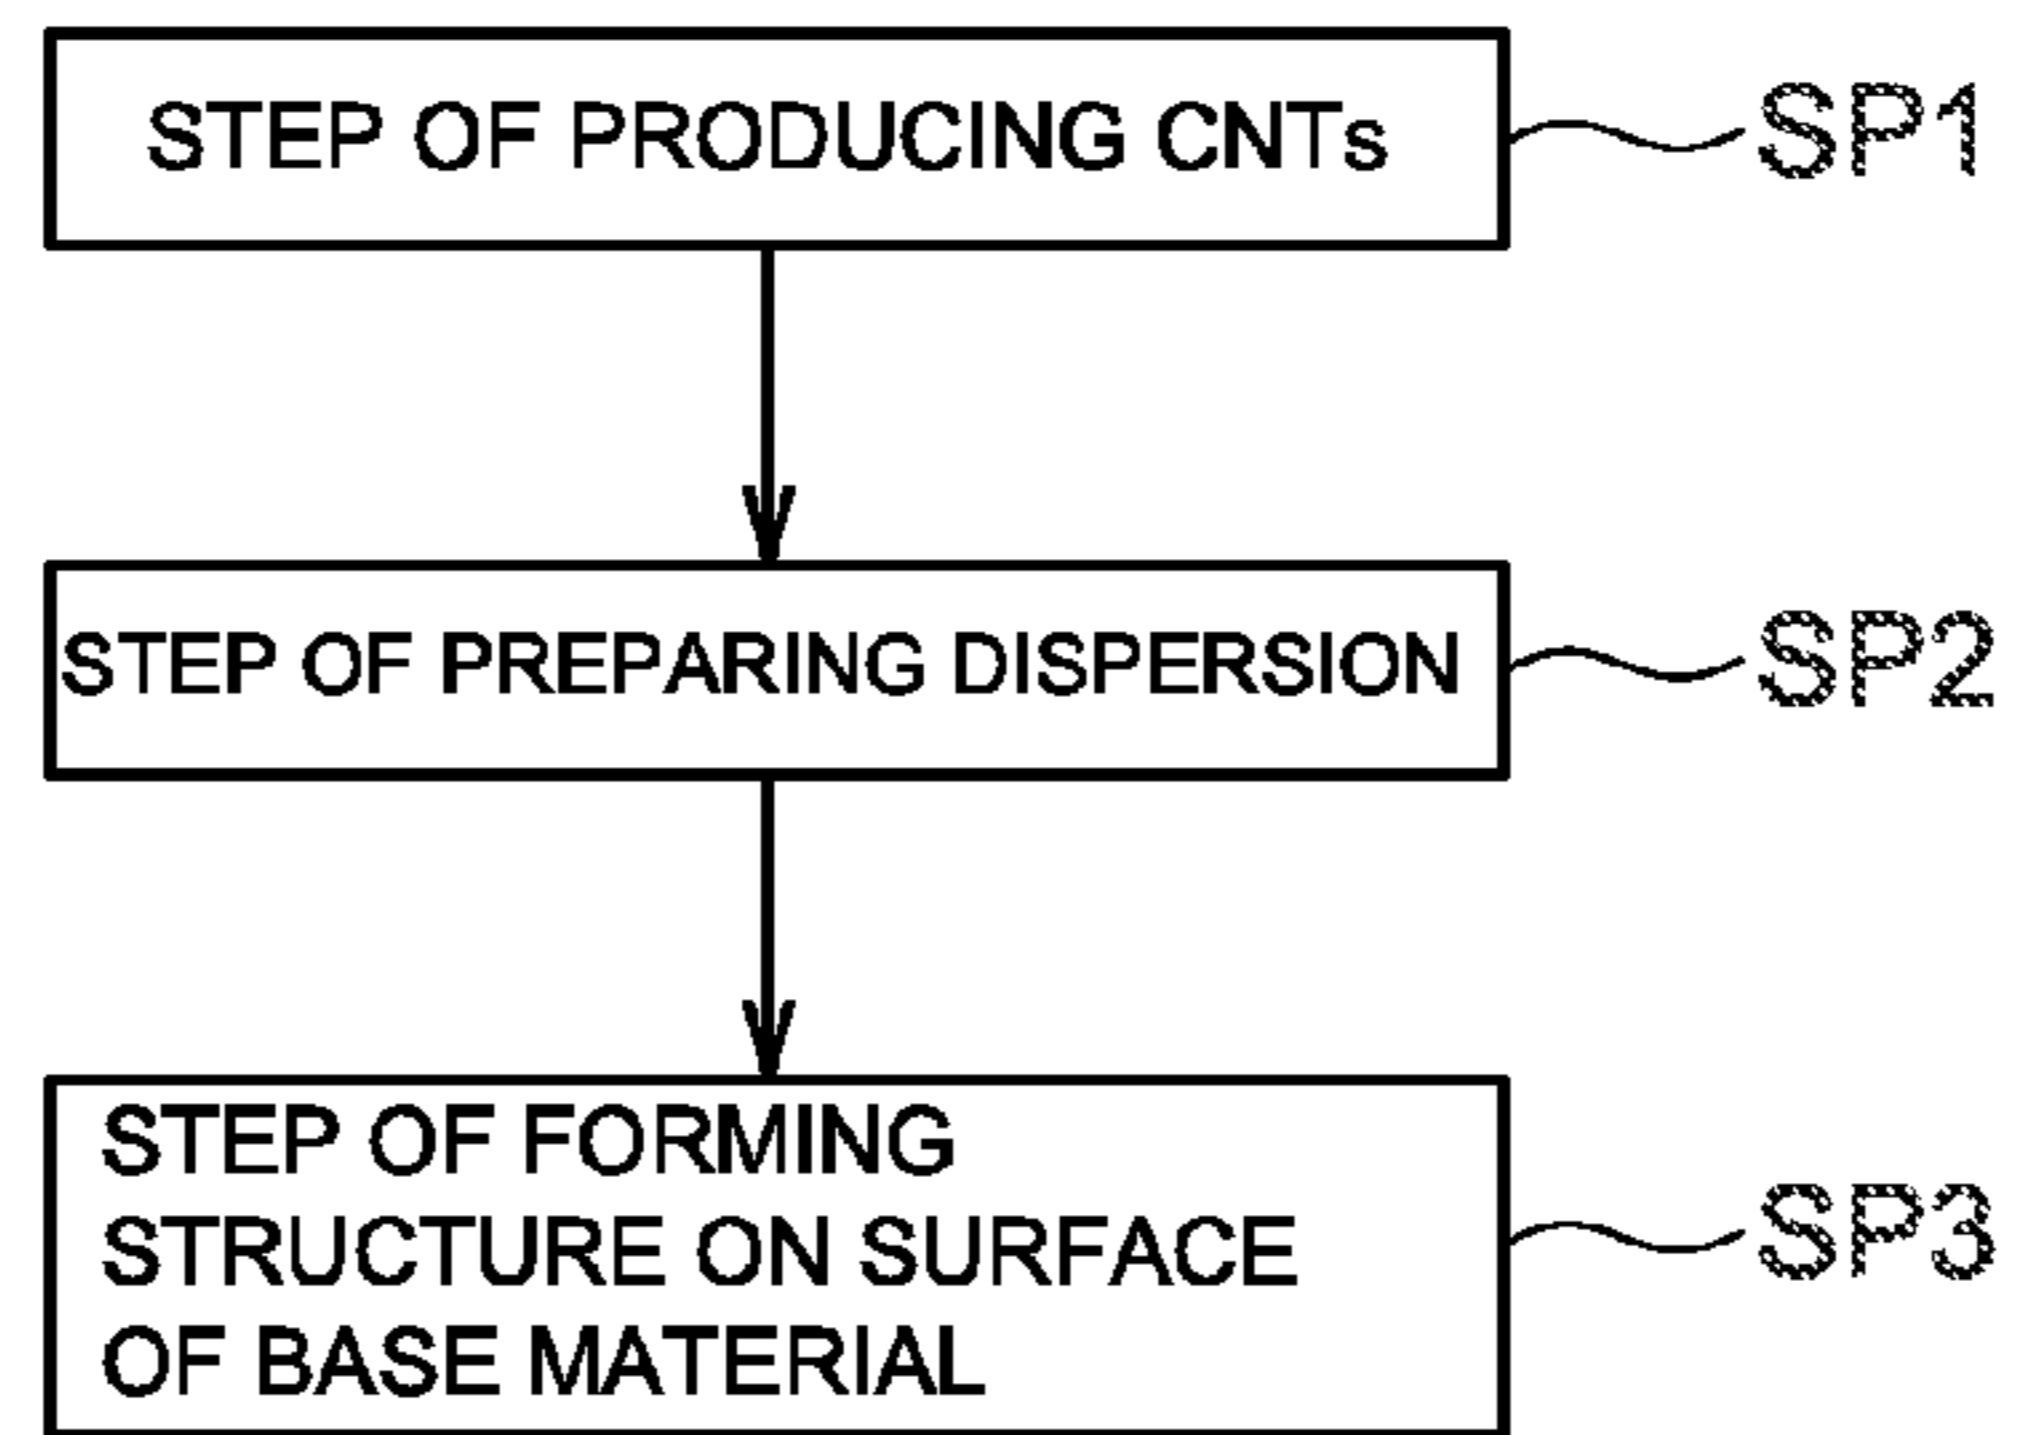 STEP OF PRODUCING CNTs
SP1
STEP OF PREPARING DISPERSION
SP2
STEP OF FORMING
STRUCTURE ON SURFACE
OF BASE MATERIAL
SP3